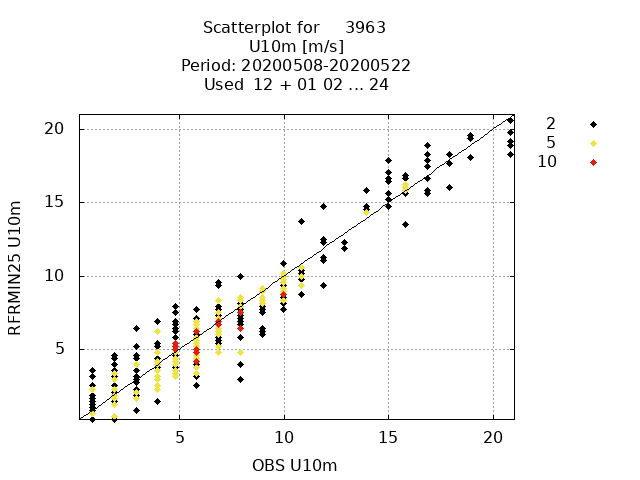 Scatterplot for 3963
U10m [m/s]
Period: 20200508-20200522
Used 12 + 01 02 ... 24
2
5
10
20
15
10
5
RFRMIN25 U10m
5 10 15 20
OBS U10m